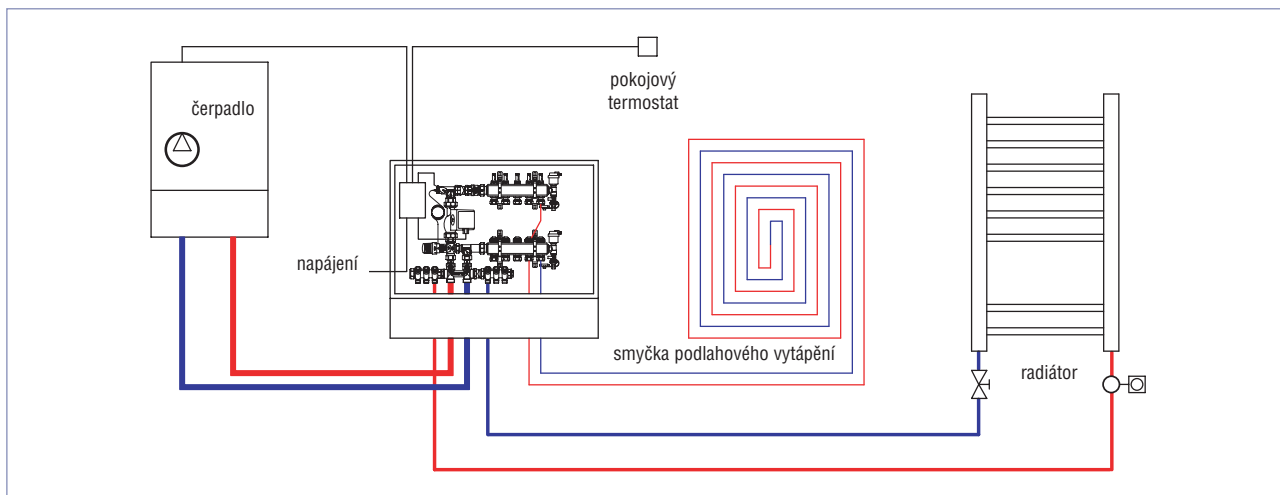 čerpadlo
pokojový
termostat
napájení
smyčka podlahového vytápění
radiátor